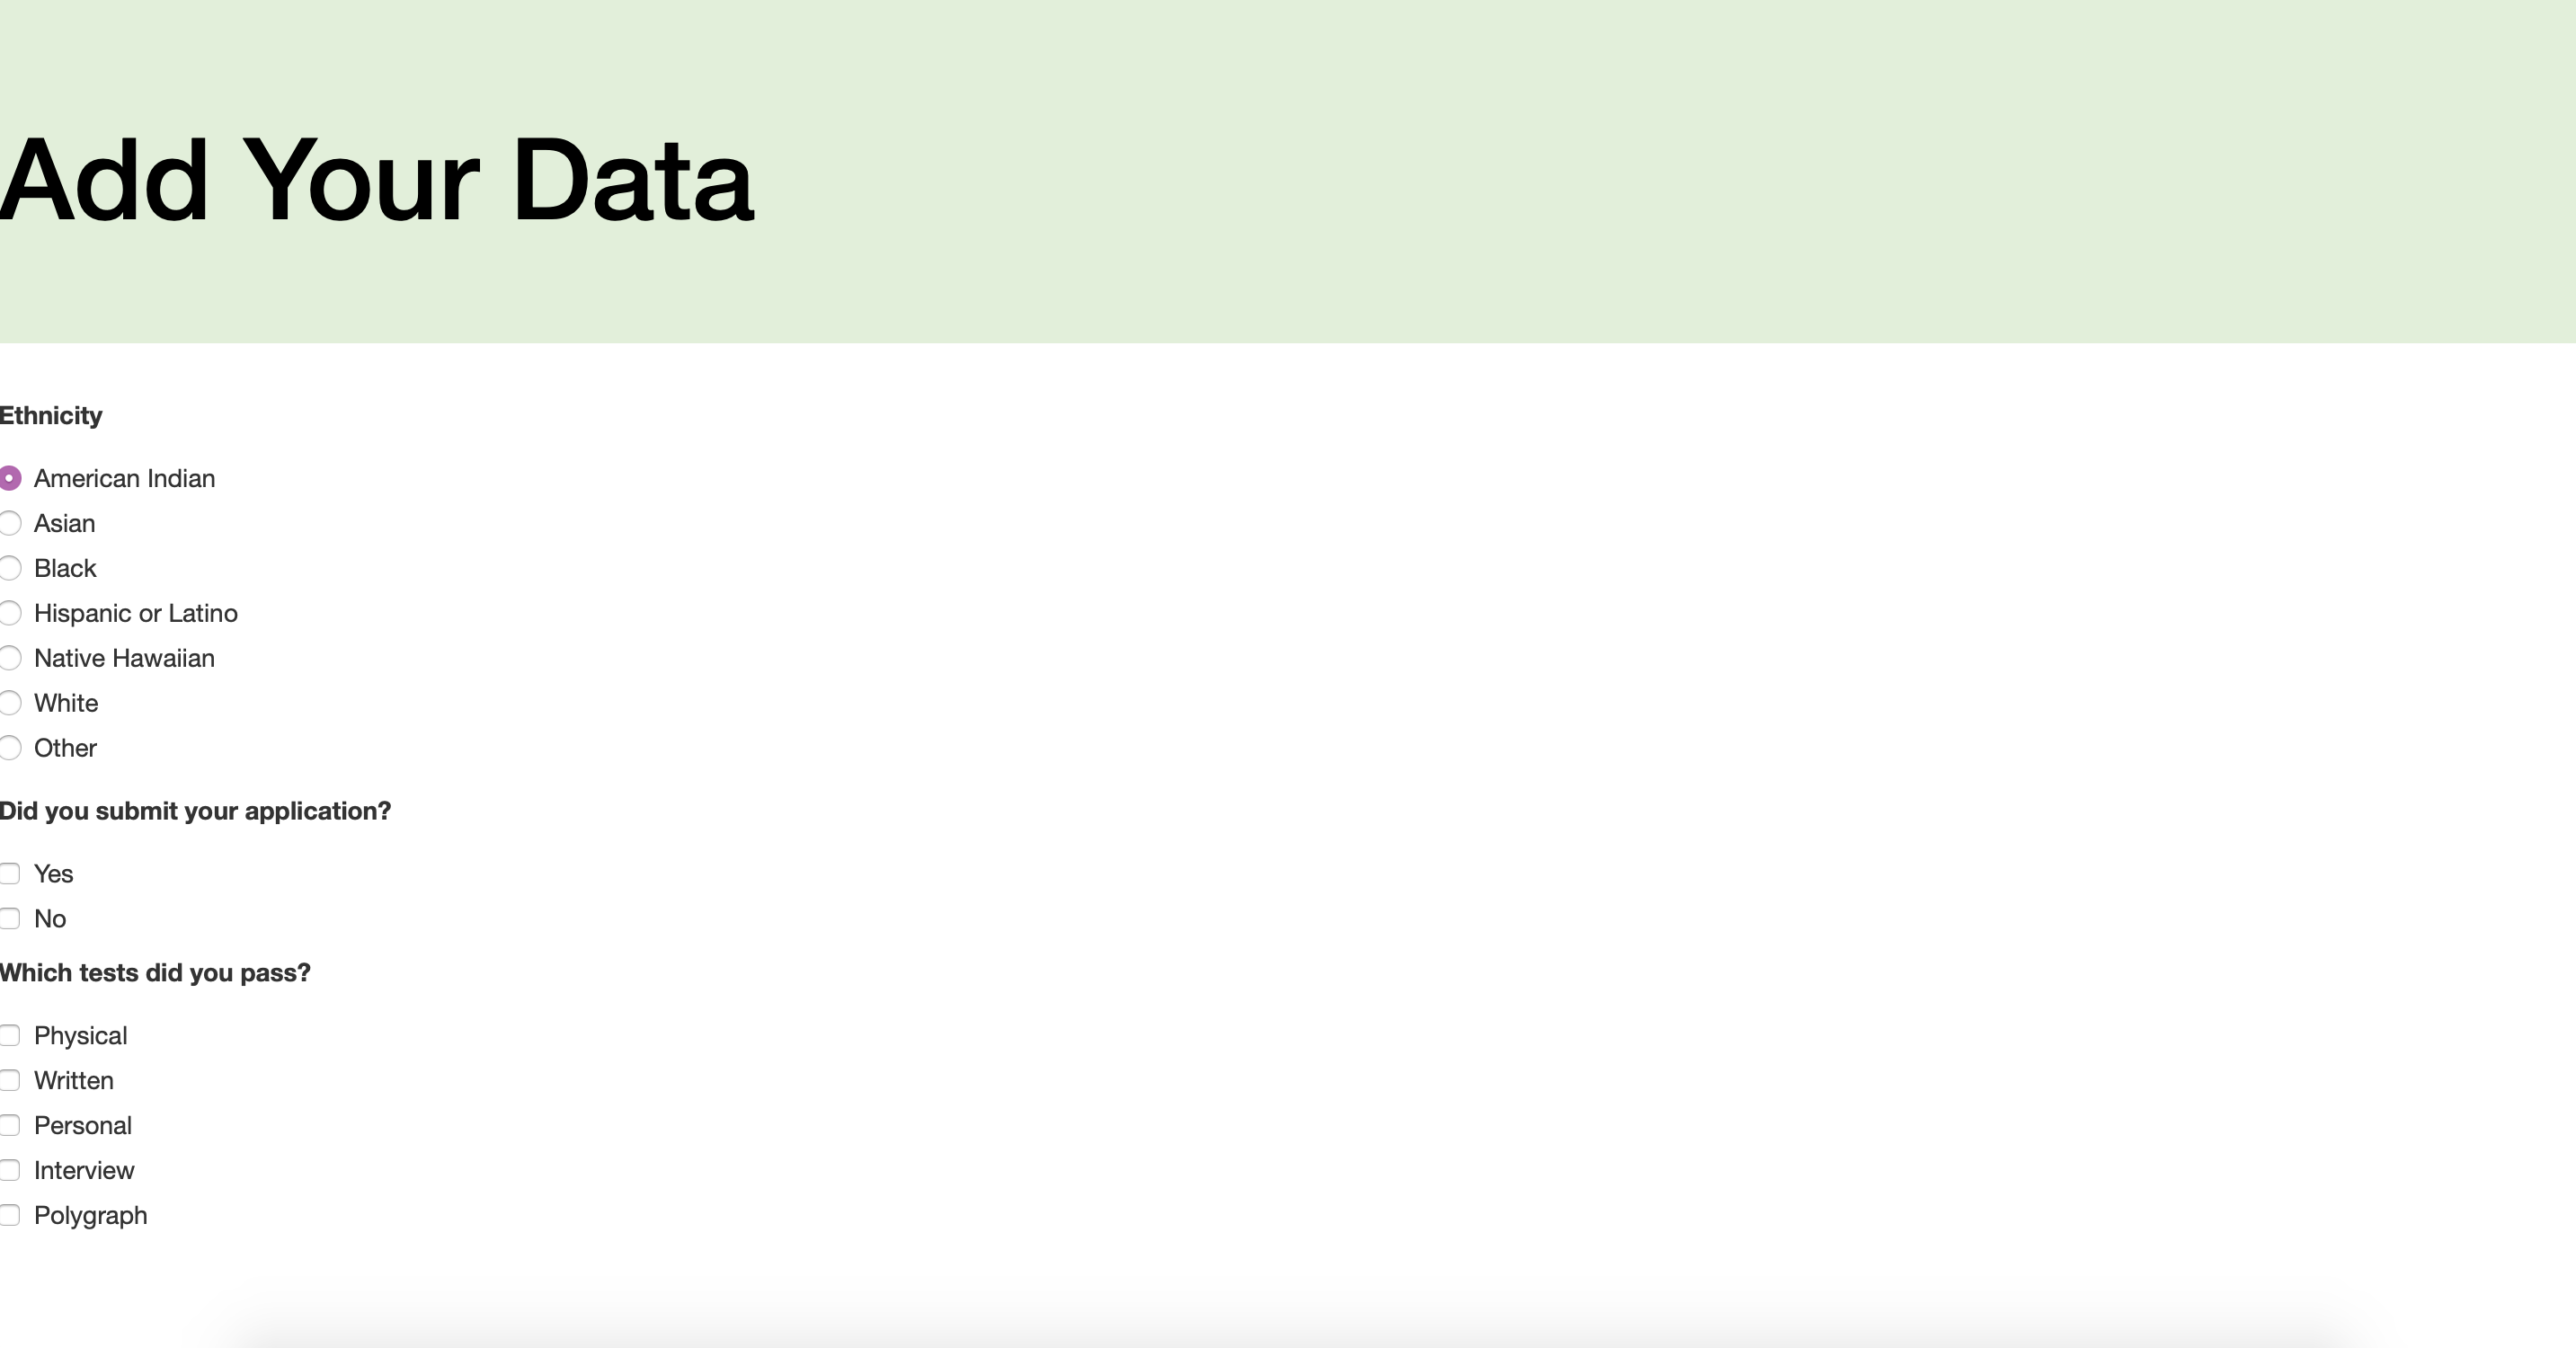 Add Your Data
Ethnicity
American Indian
Asian
Black
Hispanic or Latino
Native Hawaiian
White
Other
Did you submit your application?
Yes
No
Which tests did you pass?
Physical
Written
Personal
Interview
Polygraph